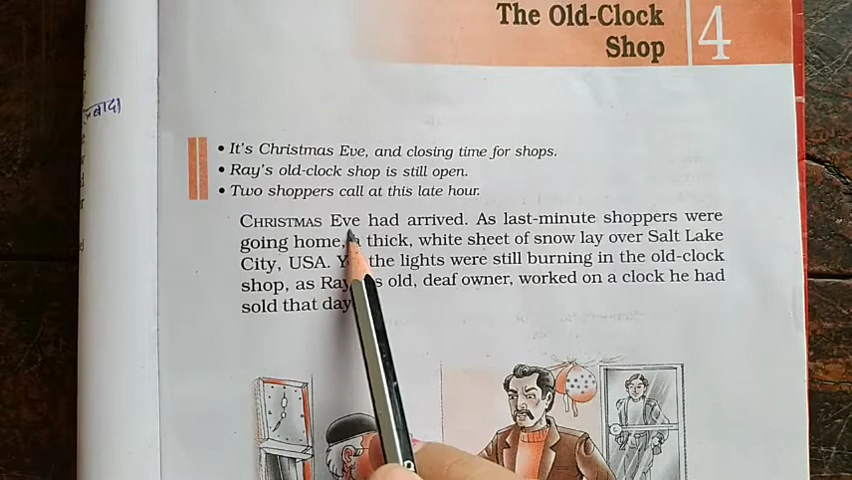 The Old-Clock
Shop
4
• It's Christmas Eve, and closing time for shops.
• Ray's old-clock shop is still open.
• Two shoppers call at this late hour.
CHRISTMAS Eve had arrived. As last-minute shoppers were
going home, thick, white sheet of snow lay over Salt Lake
City, USA. the lights were still burning in the old-clock
shop, as Ray old, deaf owner, worked on a clock he had
sold that day